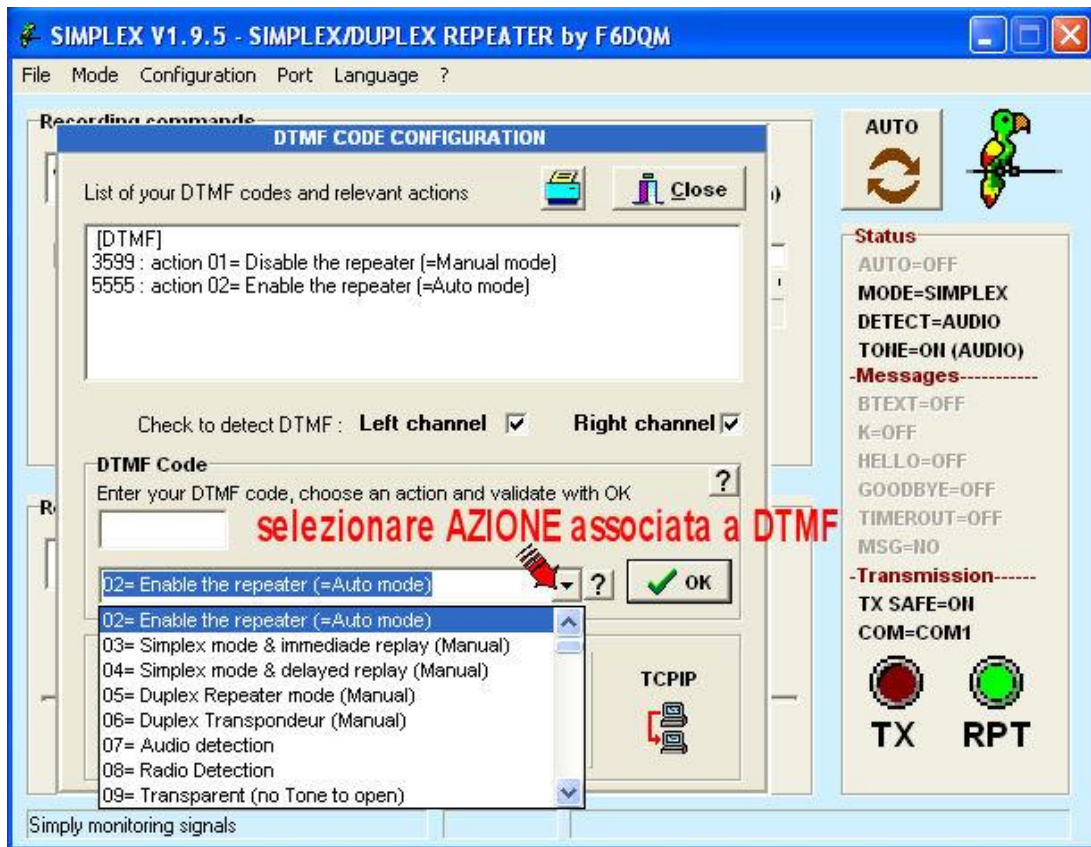 SIMPLEX V1.9.5 - SIMPLEX/DUPLEX REPEATER by F6DQM
File Mode Configuration Port Language ?
Recording commands
DTMF CODE CONFIGURATION
List of your DTMF codes and relevant actions
Close
[DTMF]
3599 : action 01= Disable the repeater (=Manual mode)
5555 : action 02= Enable the repeater (=Auto mode)
Check to detect DTMF : Left channel Right channel
DTMF Code
?
Enter your DTMF code, choose an action and validate with OK
selezionare AZIONE associata a DTMF
02= Enable the repeater (=Auto mode)
?
OK
02= Enable the repeater (=Auto mode)
03= Simplex mode & immediade replay (Manual)
04= Simplex mode & delayed replay (Manual)
05= Duplex Repeater mode (Manual)
06= Duplex Transpondeur (Manual)
07= Audio detection
08= Radio Detection
09= Transparent (no Tone to open)
TCPIP
AUTO
Status
AUTO=OFF
MODE=SIMPLEX
DETECT=AUDIO
TONE=ON (AUDIO)
-Messages-----------
BTEXT=OFF
K=OFF
HELLO=OFF
GOODBYE=OFF
TIMEROUT=OFF
MSG=NO
-Transmission------
TX SAFE=ON
COM=COM1
TX RPT
Simply monitoring signals